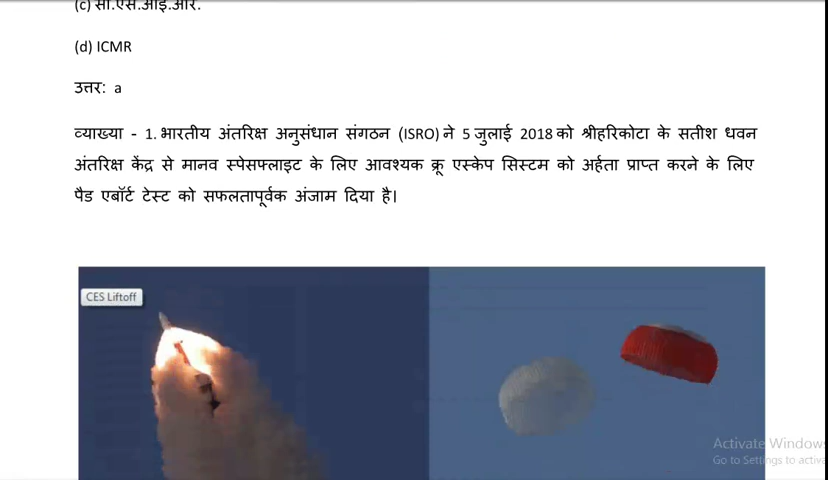 (c) सी.एस.आई.आर.
(d) ICMR
उत्तर: a
व्याख्या - 1. भारतीय अंतरिक्ष अनुसंधान संगठन (ISRO) ने 5 जुलाई 2018 को श्रीहरिकोटा के सतीश धवन
अंतरिक्ष केंद्र से मानव स्पेसफ्लाइट के लिए आवश्यक क्रू एस्केप सिस्टम को अर्हता प्राप्त करने के लिए
पैड एबॉर्ट टेस्ट को सफलतापूर्वक अंजाम दिया है।
CES Liftoff
Activate Window
Go to Settings to activa